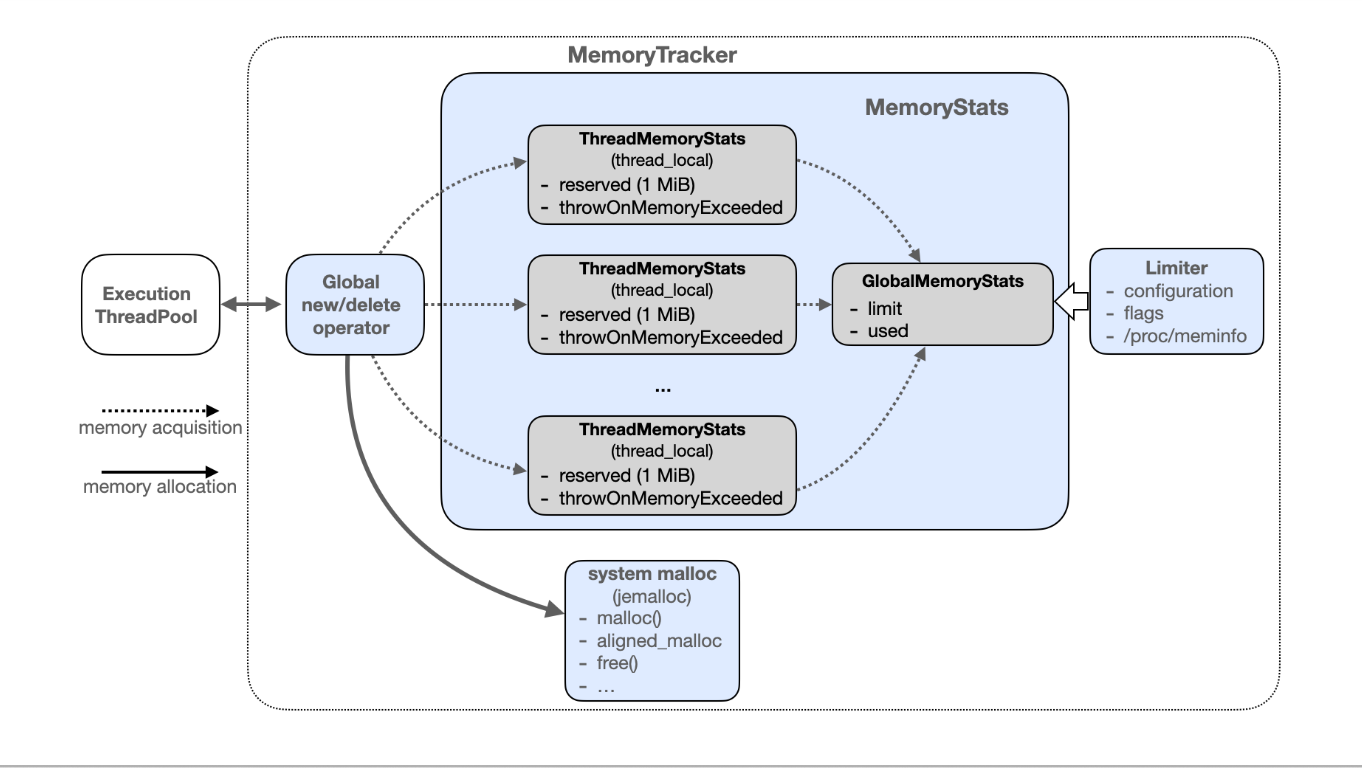 MemoryTracker
MemoryStats
ThreadMemoryStats
(thread_local)
- reserved (1 MiB)
- throwOnMemoryExceeded
ThreadMemoryStats
(thread_local)
- reserved (1 MiB)
- throwOnMemoryExceeded
...
ThreadMemoryStats
(thread_local)
- reserved (1 MiB)
- throwOnMemoryExceeded
Execution
ThreadPool
Global
new/delete
operator
GlobalMemoryStats
- limit
- used
Limiter
- configuration
- flags
- /proc/meminfo
memory acquisition
memory allocation
system malloc
(jemalloc)
- malloc()
- aligned_malloc
- free()
- ...